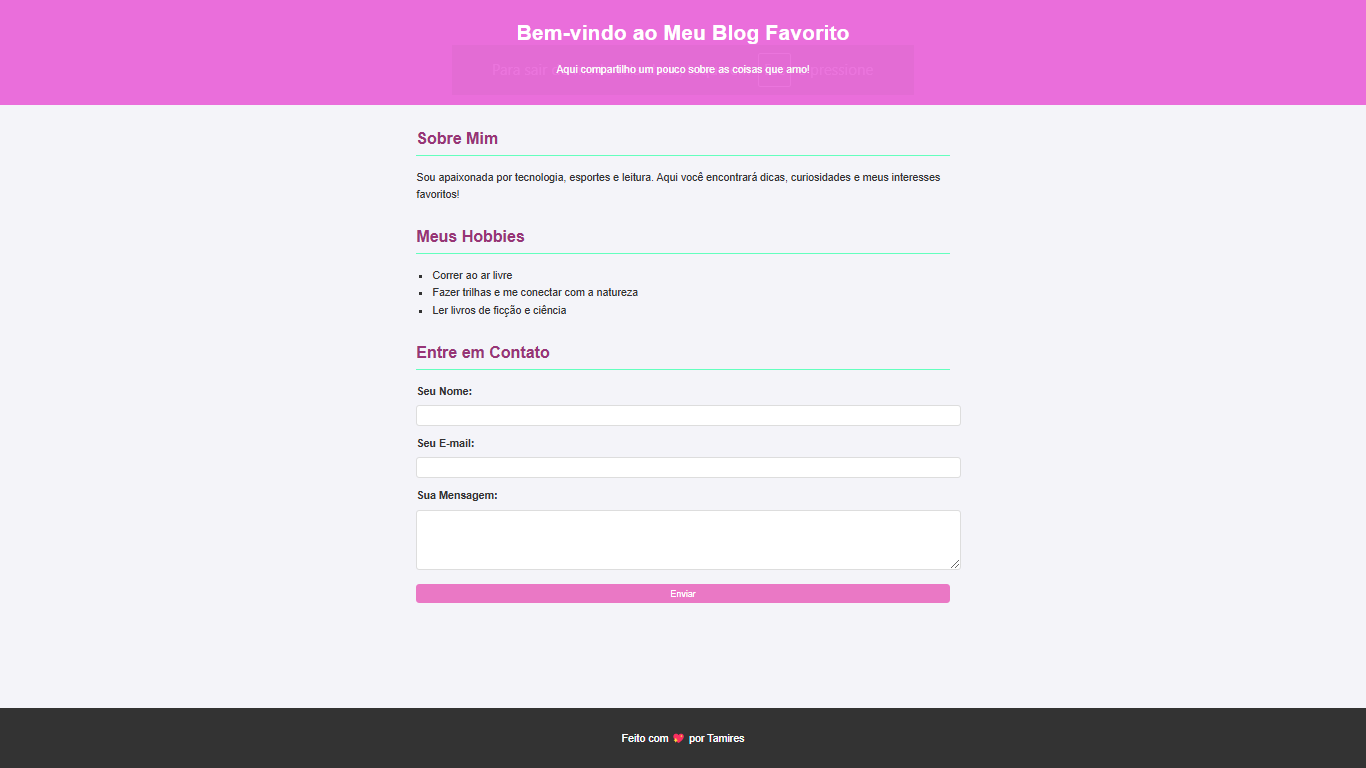 Bem-vindo ao Meu Blog Favorito
Para sair
pressione
Aqui compartilho um pouco sobre as coisas que amo!
Sobre Mim
Sou apaixonada por tecnologia, esportes e leitura. Aqui você encontrará dicas, curiosidades e meus interesses
favoritos!
Meus Hobbies
Correr ao ar livre
Fazer trilhas e me conectar com a natureza
Ler livros de ficção e ciência
Entre em Contato
Seu Nome:
Seu E-mail:
Sua Mensagem:
Enviar
Feito com 💖 por Tamires